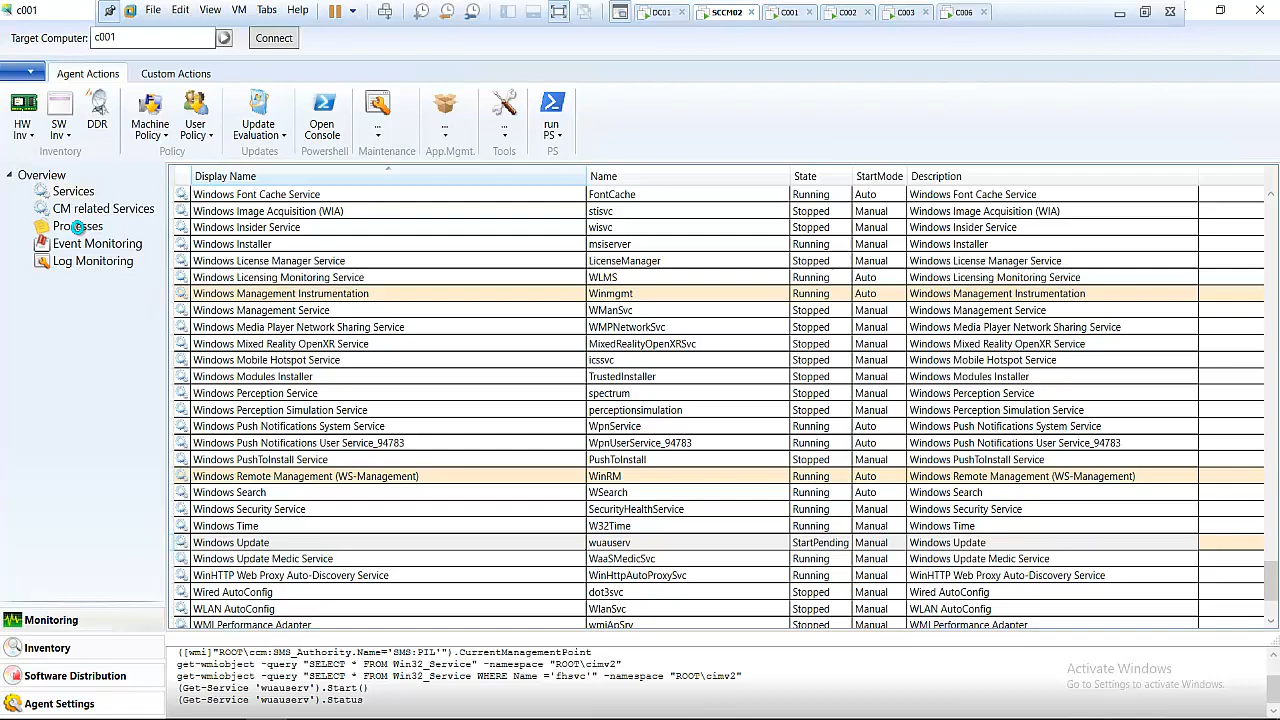 c001
File Edit View VM Tabs Help
DC01 SCCM02 C001 C002 C003 C006
Target Computer: c001 Connect
Agent Actions Custom Actions
HW Inv SW Inv DDR Machine Policy User Policy Update Evaluation Open Console ... ... ... run PS
Inventory Policy Updates Powershell Maintenance App.Mgmt. Tools PS
Overview
Services
CM related Services
Processes
Event Monitoring
Log Monitoring
Display Name Name State StartMode Description
Windows Font Cache Service FontCache Running Auto Windows Font Cache Service
Windows Image Acquisition (WIA) stisvc Stopped Manual Windows Image Acquisition (WIA)
Windows Insider Service wisvc Stopped Manual Windows Insider Service
Windows Installer msiserver Running Manual Windows Installer
Windows License Manager Service LicenseManager Stopped Manual Windows License Manager Service
Windows Licensing Monitoring Service WLMS Running Auto Windows Licensing Monitoring Service
Windows Management Instrumentation Winmgmt Running Auto Windows Management Instrumentation
Windows Management Service WManSvc Stopped Manual Windows Management Service
Windows Media Player Network Sharing Service WMPNetworkSvc Stopped Manual Windows Media Player Network Sharing Service
Windows Mixed Reality OpenXR Service MixedRealityOpenXRSvc Stopped Manual Windows Mixed Reality OpenXR Service
Windows Mobile Hotspot Service icssvc Stopped Manual Windows Mobile Hotspot Service
Windows Modules Installer TrustedInstaller Stopped Manual Windows Modules Installer
Windows Perception Service spectrum Stopped Manual Windows Perception Service
Windows Perception Simulation Service perceptionsimulation Stopped Manual Windows Perception Simulation Service
Windows Push Notifications System Service WpnService Running Auto Windows Push Notifications System Service
Windows Push Notifications User Service_94783 WpnUserService_94783 Running Auto Windows Push Notifications User Service_94783
Windows PushToInstall Service PushToInstall Stopped Manual Windows PushToInstall Service
Windows Remote Management (WS-Management) WinRM Running Auto Windows Remote Management (WS-Management)
Windows Search WSearch Running Auto Windows Search
Windows Security Service SecurityHealthService Running Manual Windows Security Service
Windows Time W32Time Running Manual Windows Time
Windows Update wuauserv StartPending Manual Windows Update
Windows Update Medic Service WaaSMedicSvc Running Manual Windows Update Medic Service
WinHTTP Web Proxy Auto-Discovery Service WinHttpAutoProxySvc Running Manual WinHTTP Web Proxy Auto-Discovery Service
Wired AutoConfig dot3svc Stopped Manual Wired AutoConfig
WLAN AutoConfig WlanSvc Stopped Manual WLAN AutoConfig
WMI Performance Adapter wmiApSrv Stopped Manual WMI Performance Adapter
Monitoring
Inventory
Software Distribution
Agent Settings
([wmi]"ROOT\ccm:SMS_Authority.Name='SMS:PIL'").CurrentManagementPoint
get-wmiobject -query "SELECT * FROM Win32_Service" -namespace "ROOT\cimv2"
get-wmiobject -query "SELECT * FROM Win32_Service WHERE Name ='fhsvc'" -namespace "ROOT\cimv2"
(Get-Service 'wuauserv').Start()
(Get-Service 'wuauserv').Status
Activate Windows
Go to Settings to activate Windows.